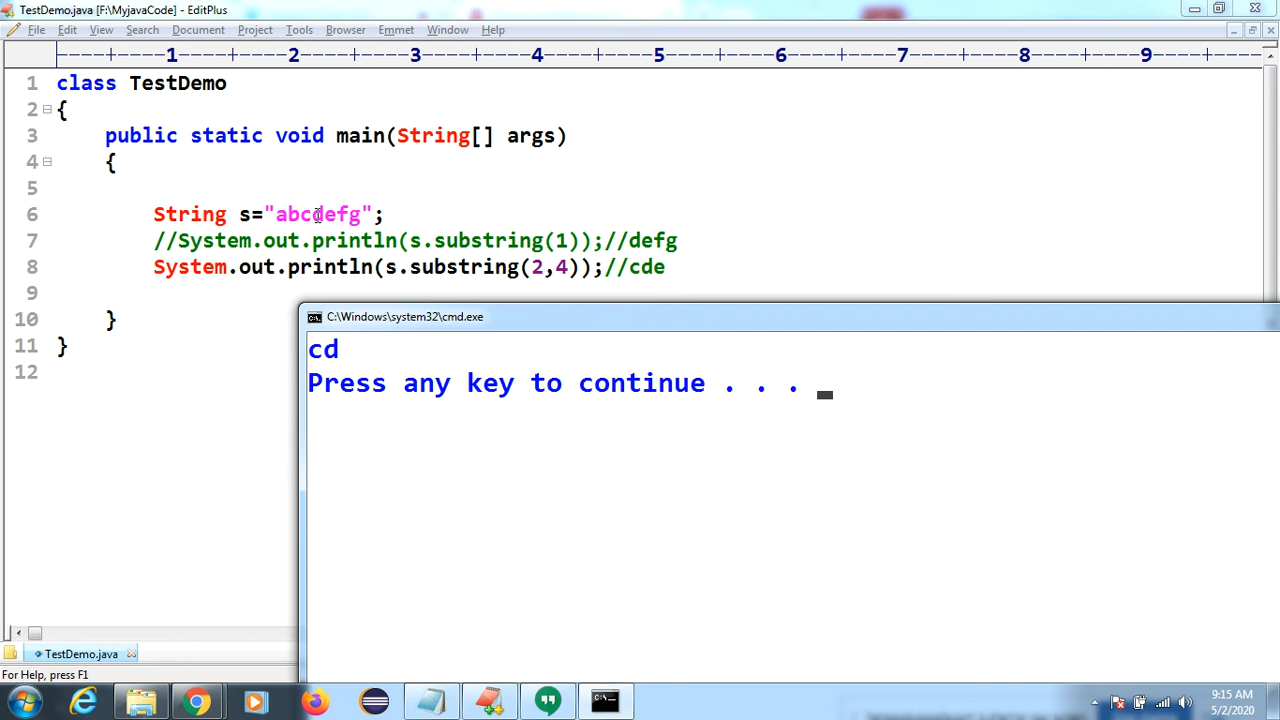 TestDemo.java [F:\MyjavaCode] - EditPlus
File Edit View Search Document Project Tools Browser Emmet Window Help
----+----1----+----2----+----3----+----4----+----5----+----6----+----7----+----8----+----9----+---
1 class TestDemo
2 {
3 public static void main(String[] args)
4 {
5
6 String s="abcdefg";
7 //System.out.println(s.substring(1));//defg
8 System.out.println(s.substring(2,4));//cde
9
10 }
11 }
12
C:\Windows\system32\cmd.exe
cd
Press any key to continue . . .
TestDemo.java
For Help, press F1
9:15 AM
5/2/2020